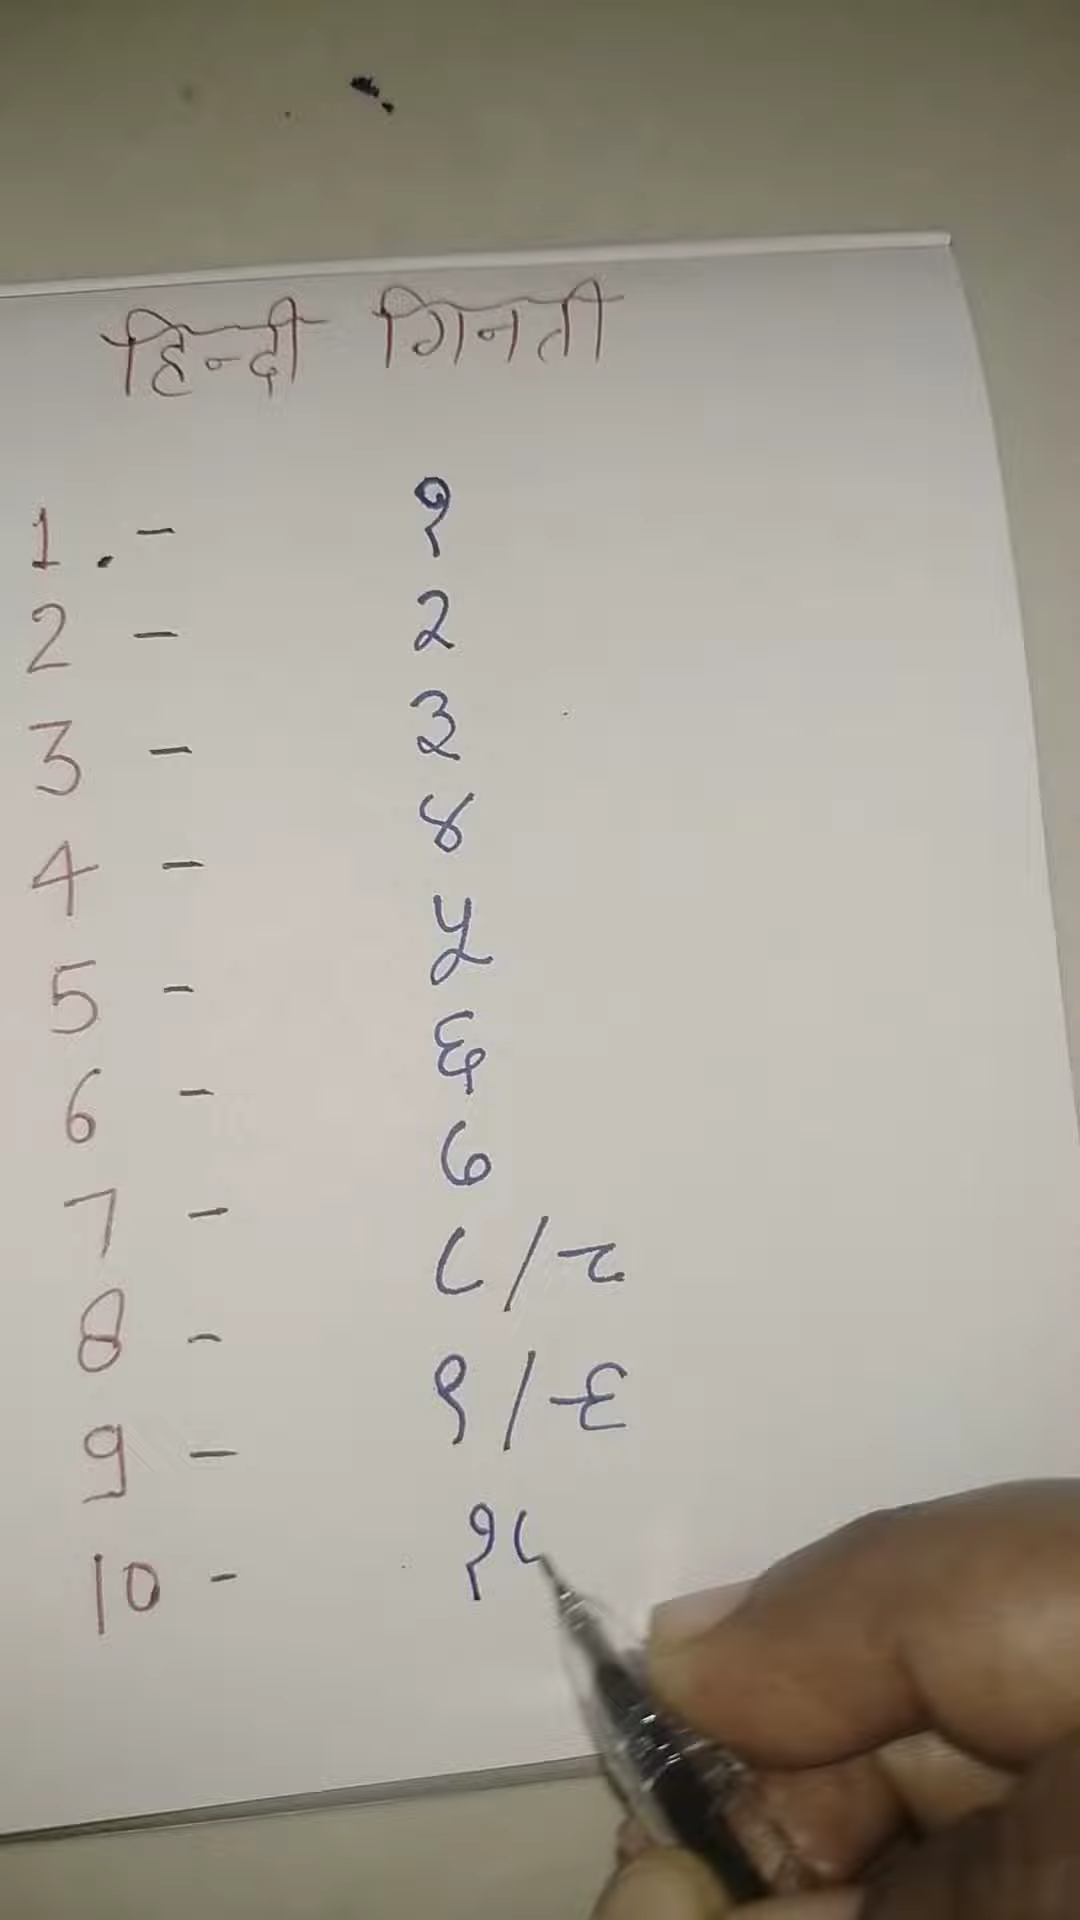 हिन्दी गिनती
1. - १
2 - २
3 - ३
4 - ४
5 - ५
6 - ६
7 - ७
8 - ८ / ८
9 - ९ / ९
10 - १